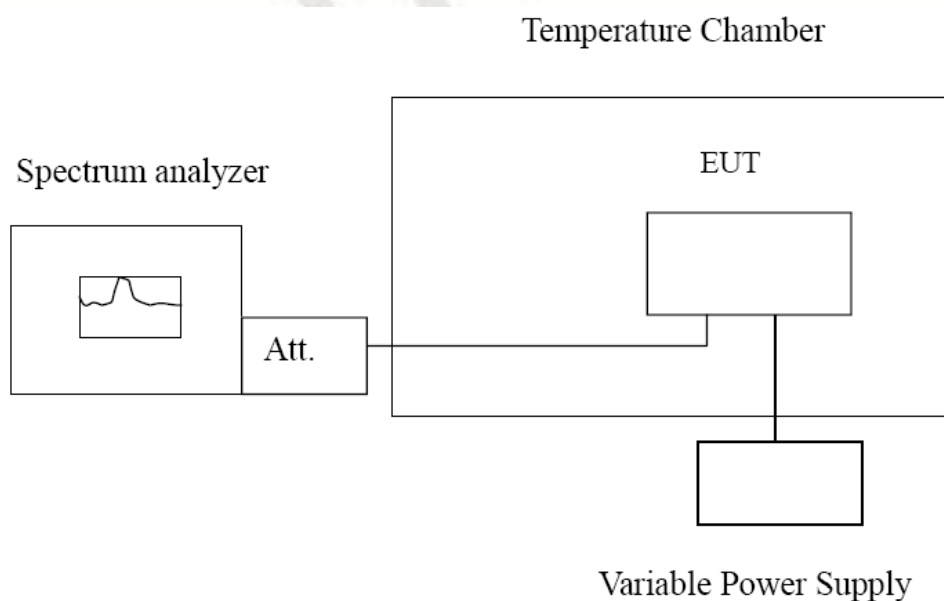 Temperature Chamber
Spectrum analyzer
EUT
Att.
Variable Power Supply